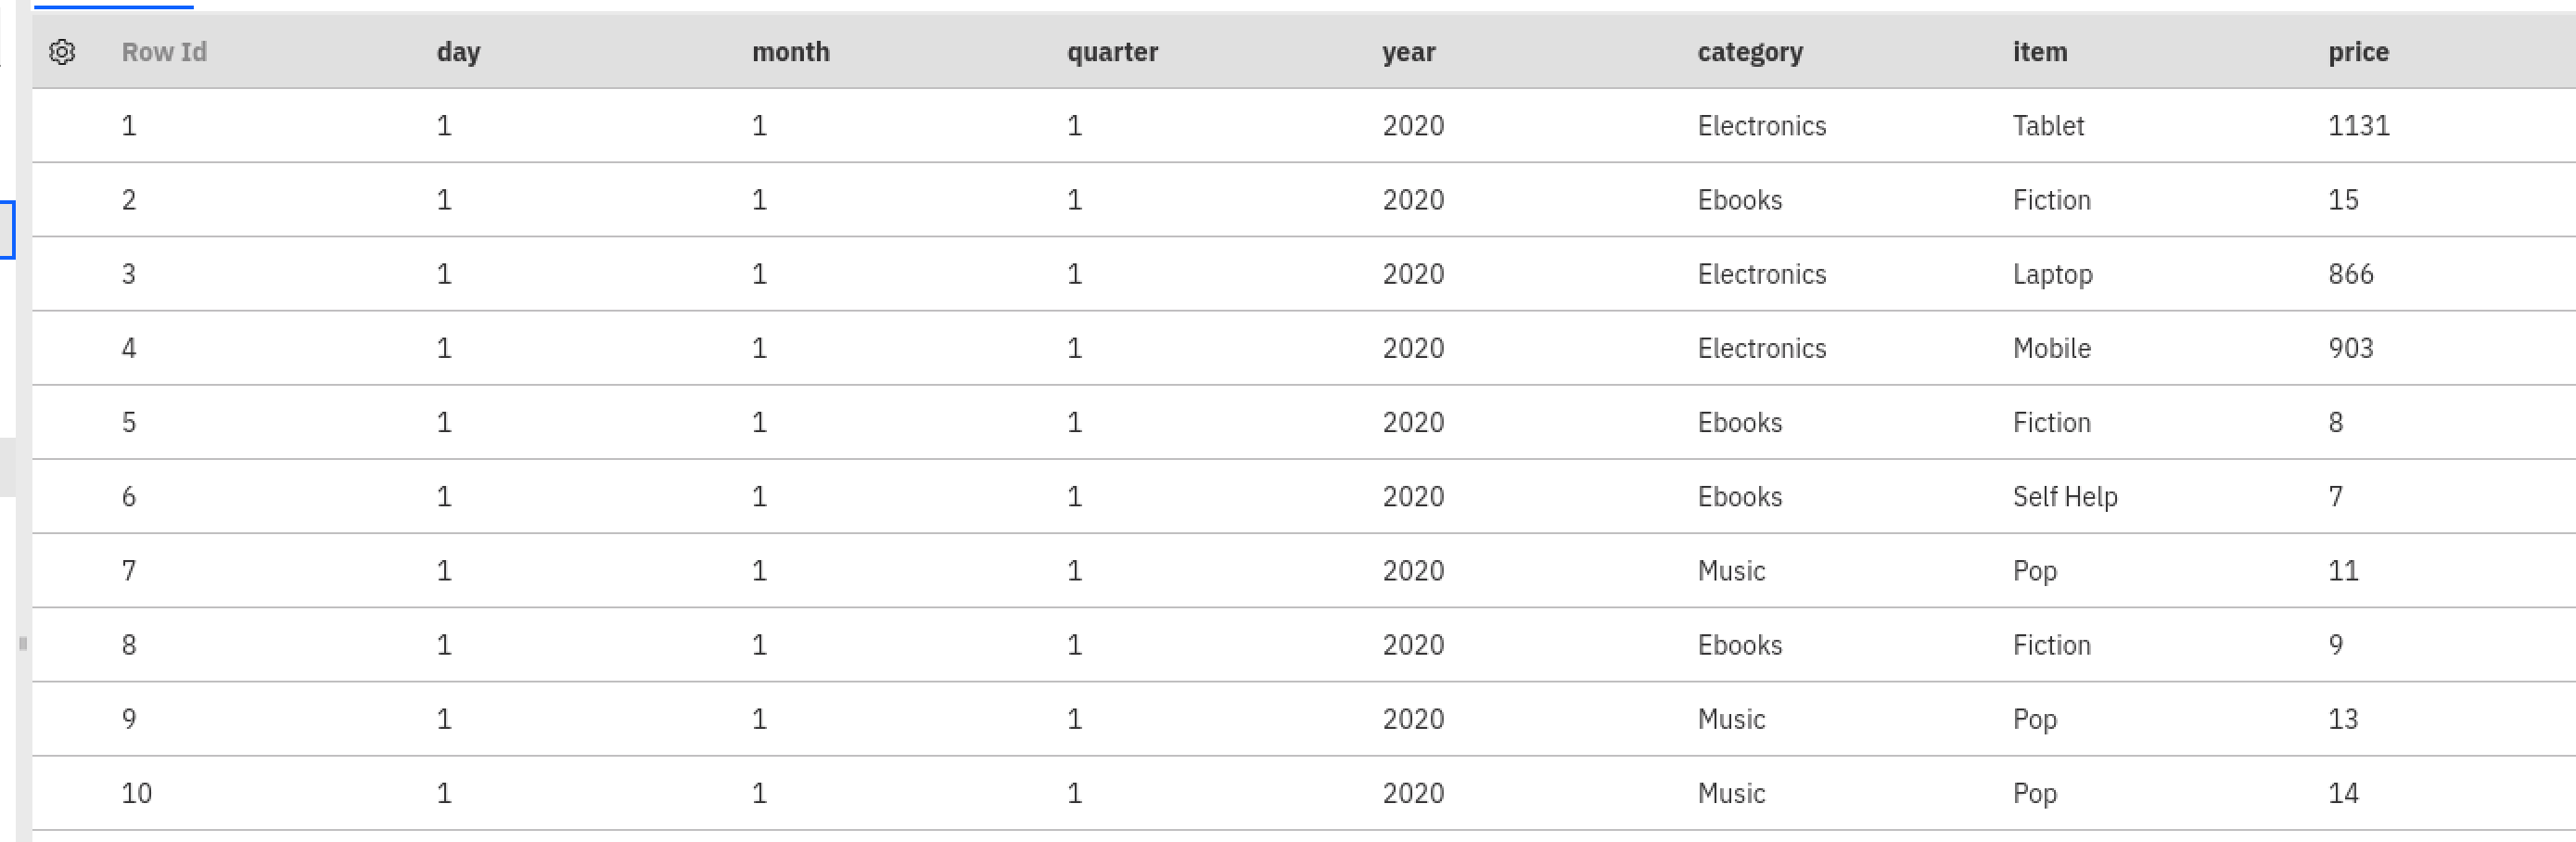 Row Id day month quarter year category item price
1 1 1 1 2020 Electronics Tablet 1131
2 1 1 1 2020 Ebooks Fiction 15
3 1 1 1 2020 Electronics Laptop 866
4 1 1 1 2020 Electronics Mobile 903
5 1 1 1 2020 Ebooks Fiction 8
6 1 1 1 2020 Ebooks Self Help 7
7 1 1 1 2020 Music Pop 11
8 1 1 1 2020 Ebooks Fiction 9
9 1 1 1 2020 Music Pop 13
10 1 1 1 2020 Music Pop 14